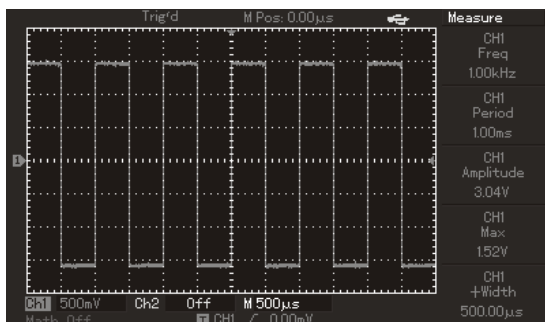 Trig'd M Pos: 0.00μs Measure
CH1
Freq
1.00kHz
CH1
Period
1.00ms
1
CH1
Amplitude
3.04V
CH1
Max
1.52V
CH1
+Width
500.00μs
Ch1 500mV Ch2 Off M 500μs
Math Off T CH1 / 0.00mV